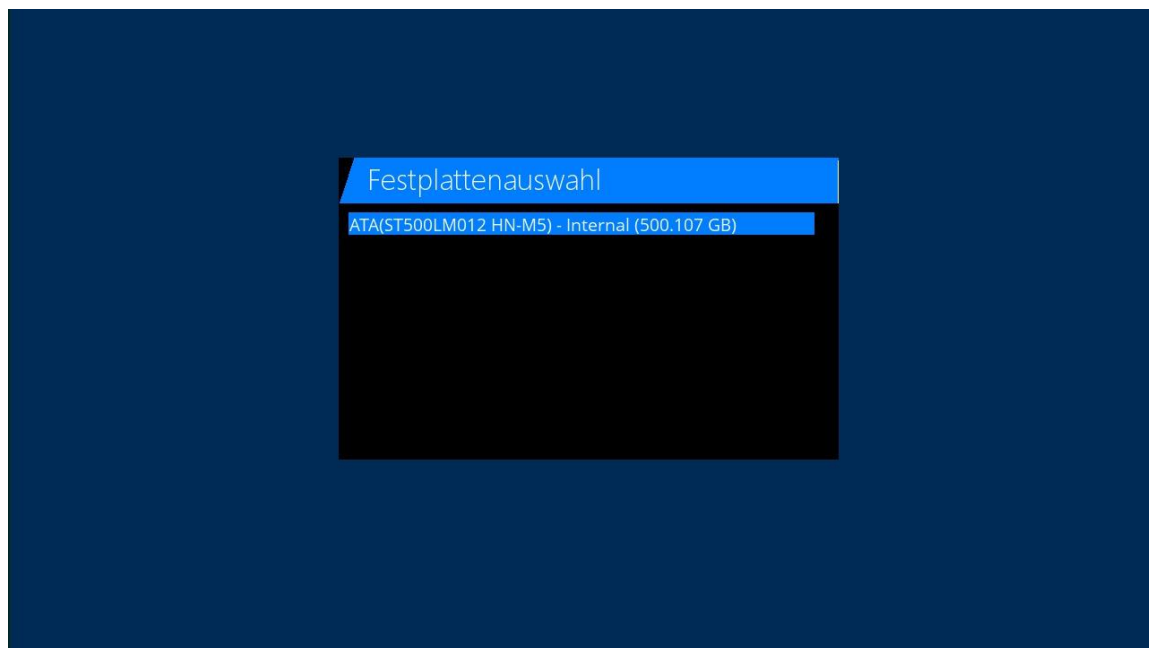 Festplattenauswahl
ATA(ST500LM012 HN-M5) - Internal (500.107 GB)